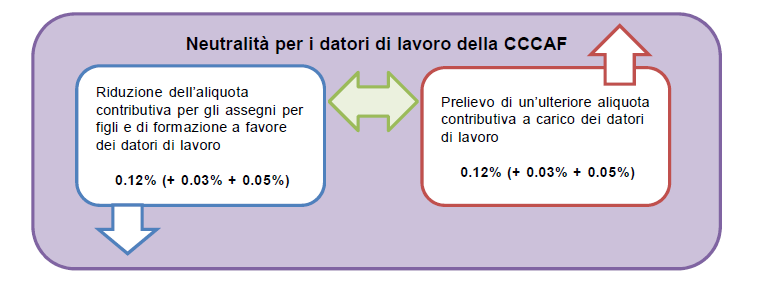 Neutralità per i datori di lavoro della CCCAF
Riduzione dell'aliquota
contributiva per gli assegni per
figli e di formazione a favore
dei datori di lavoro
0.12% (+ 0.03% + 0.05%)
Prelievo di un'ulteriore aliquota
contributiva a carico dei datori
di lavoro
0.12% (+ 0.03% + 0.05%)